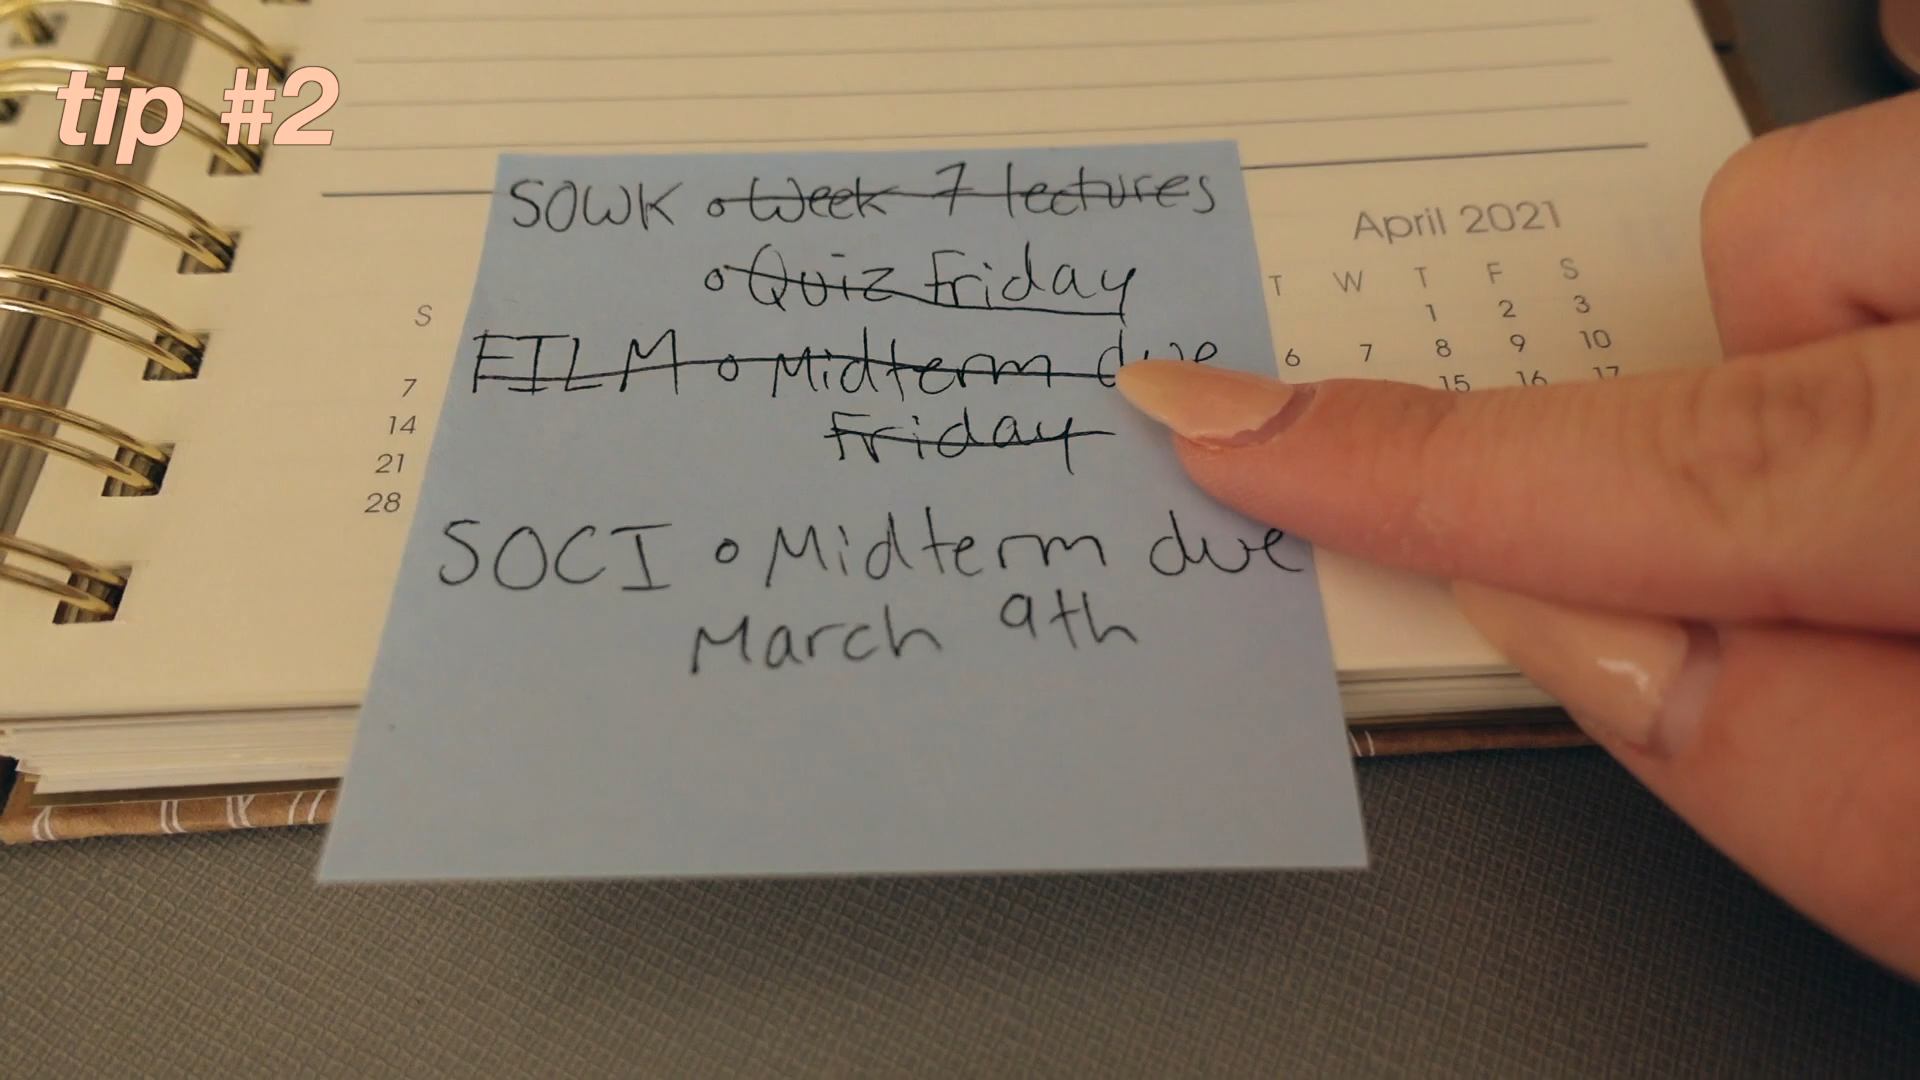 tip #2
SOWK o Week 7 lectures
o Quiz Friday
FILM o Midterm due
Friday
SOCI o Midterm due
March 9th
April 2021
S
T W T F S
1 2 3
6 7 8 9 10
15 16 17
7
14
21
28